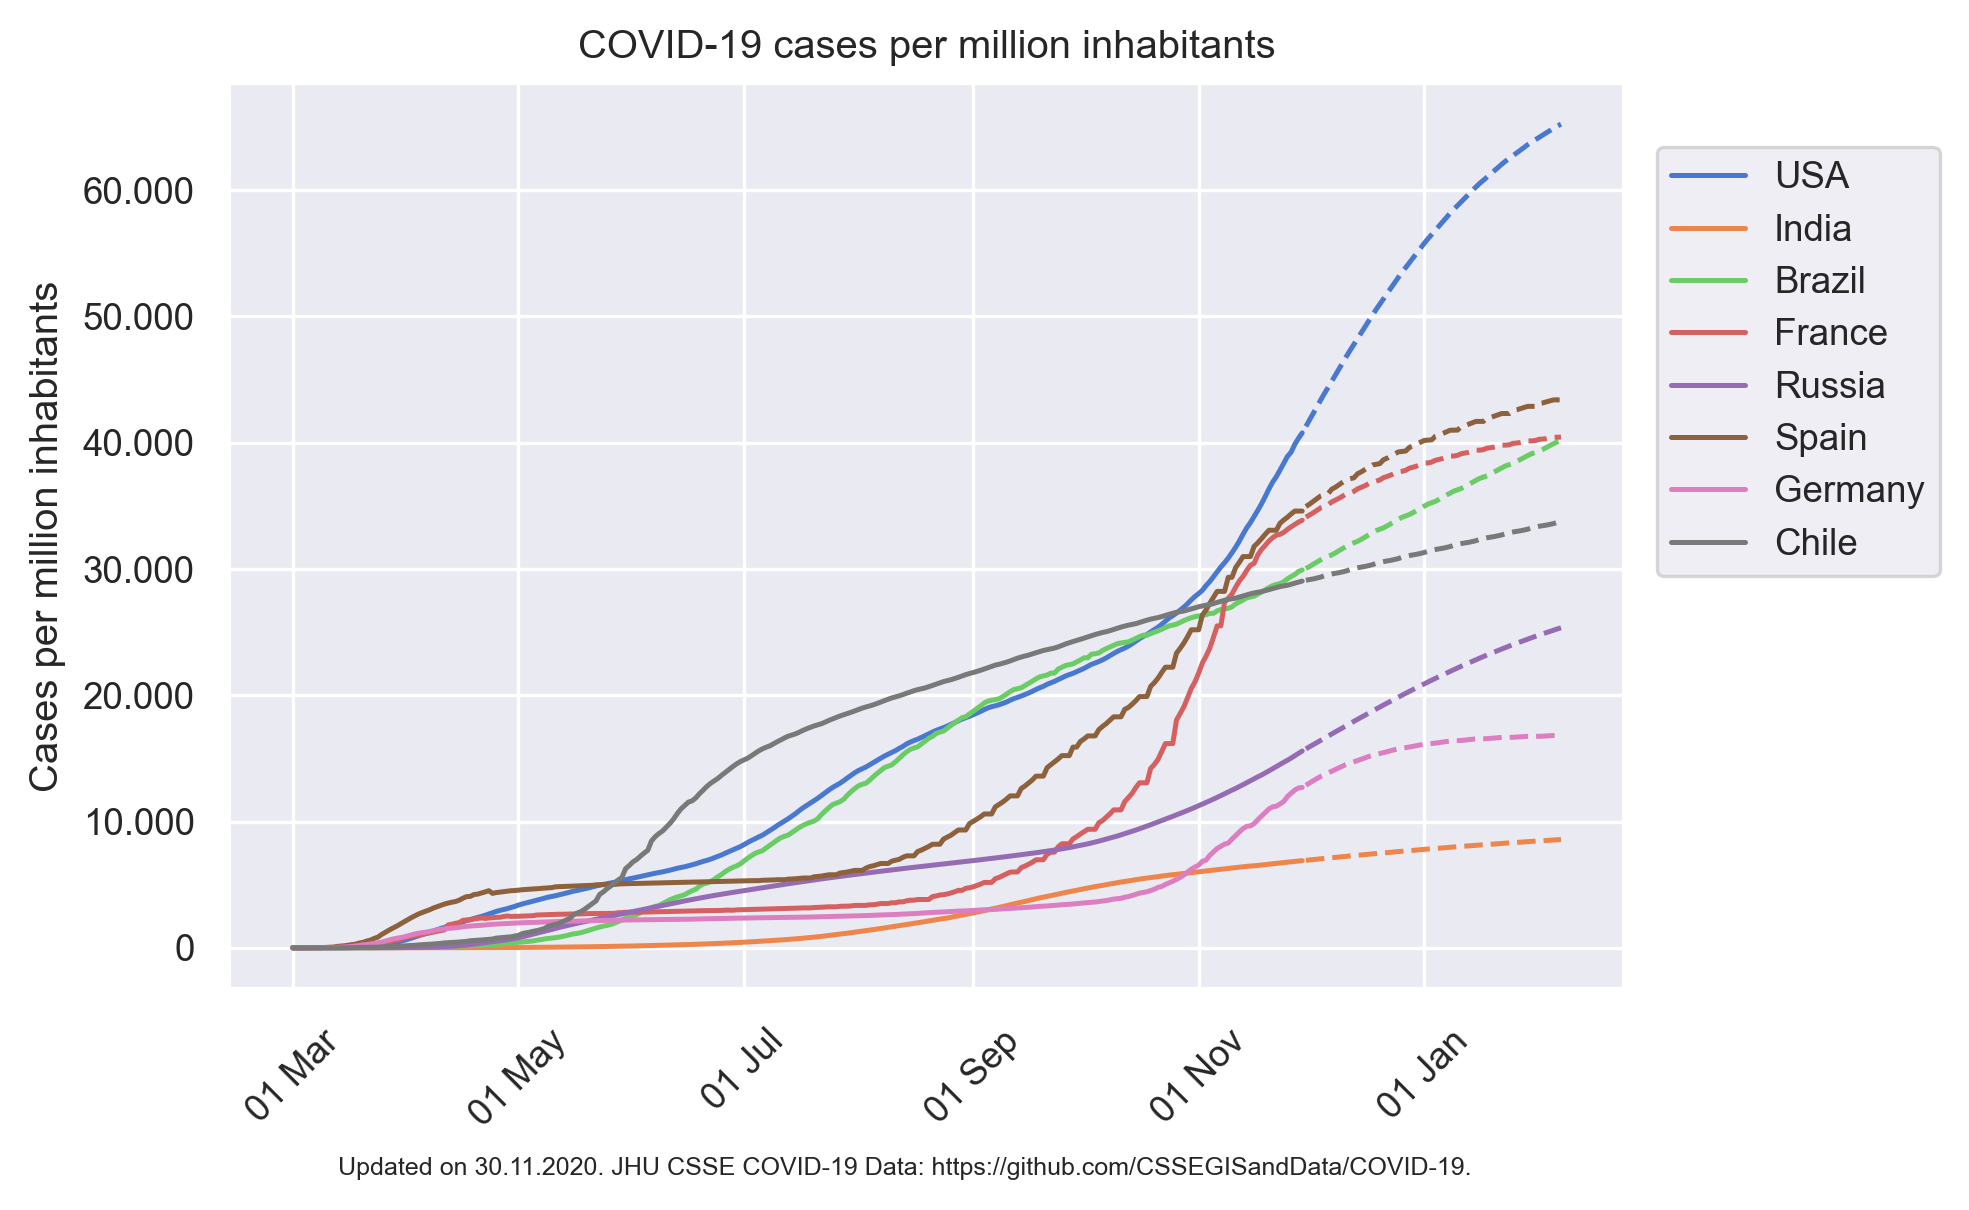 COVID-19 cases per million inhabitants
Cases per million inhabitants
60.000
50.000
40.000
30.000
20.000
10.000
0
01 Mar
01 May
01 Jul
01 Sep
01 Nov
01 Jan
USA
India
Brazil
France
Russia
Spain
Germany
Chile
Updated on 30.11.2020. JHU CSSE COVID-19 Data: https://github.com/CSSEGISandData/COVID-19.